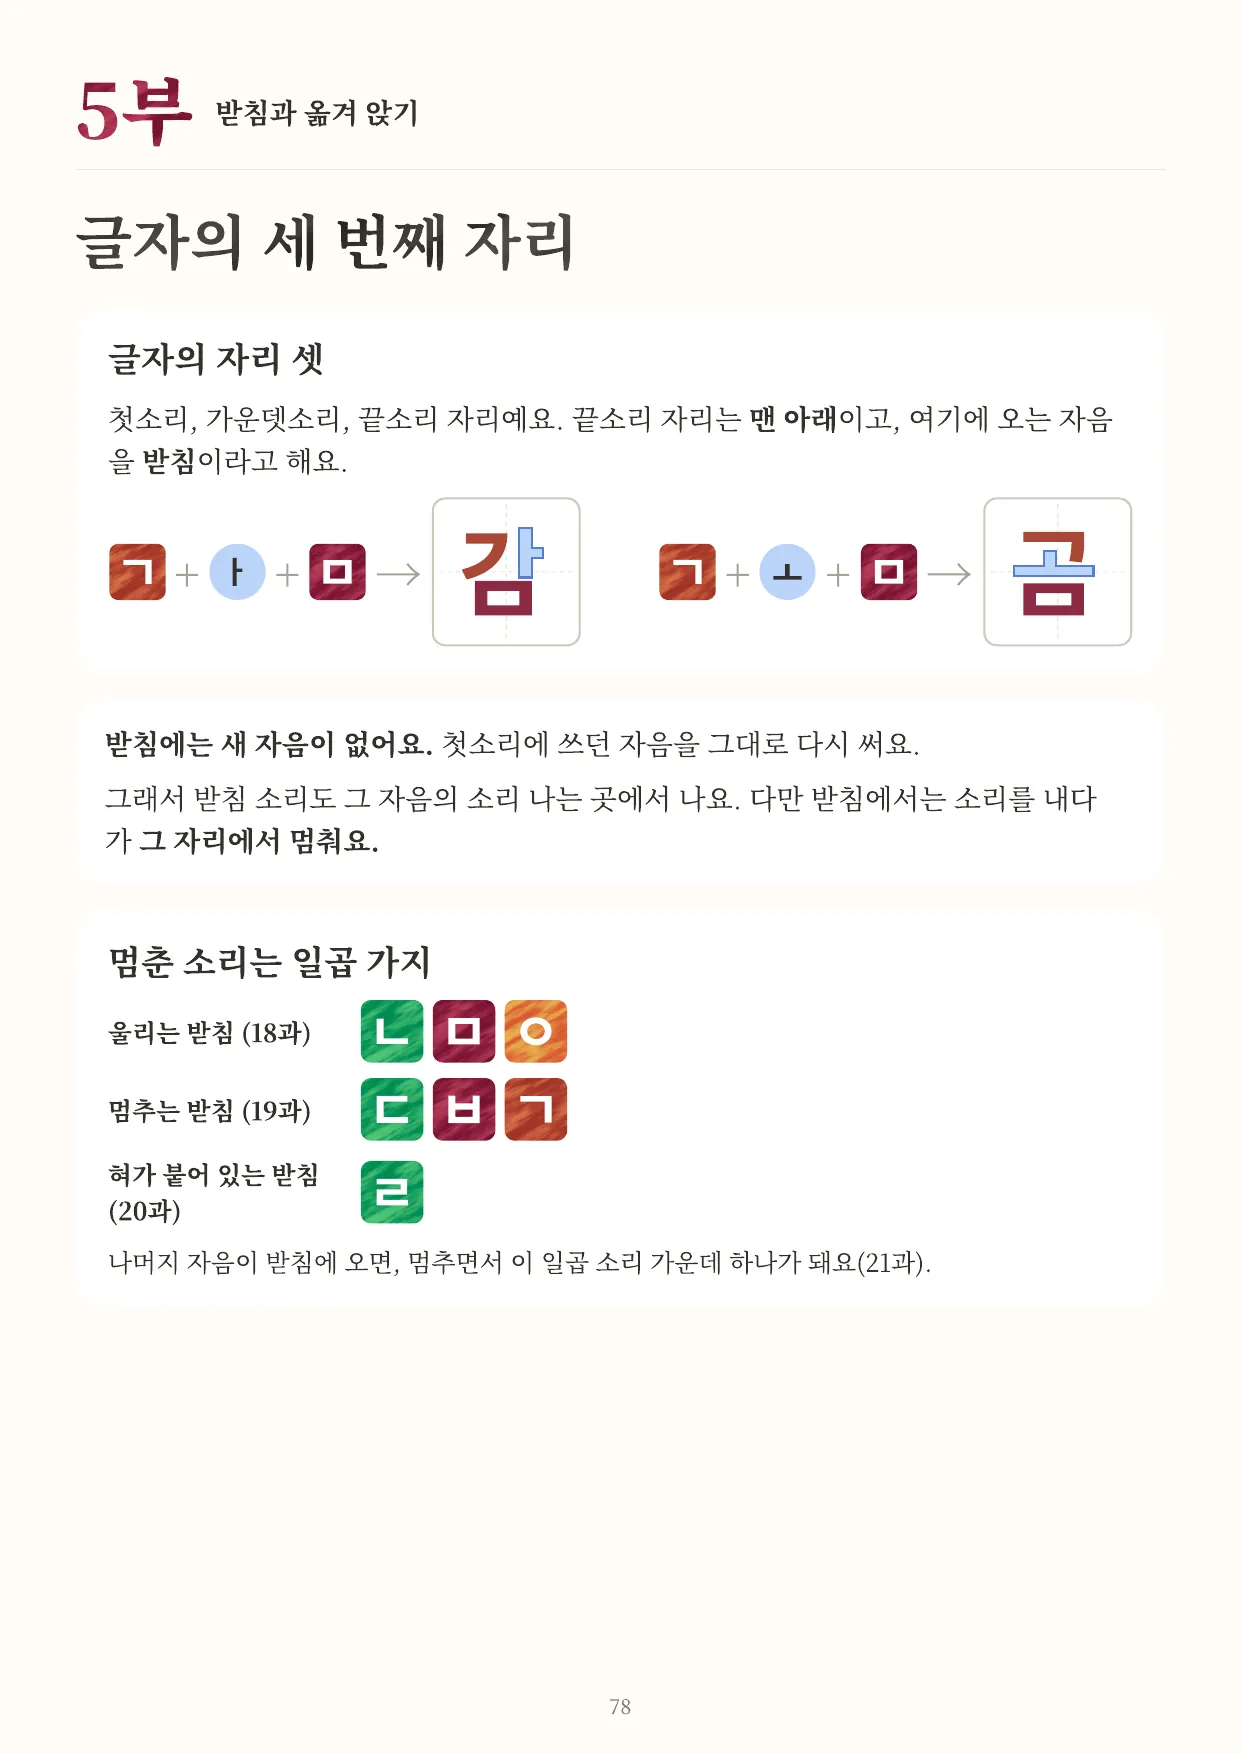 5부 받침과 옮겨 앉기
글자의 세 번째 자리
글자의 자리 셋
첫소리, 가운뎃소리, 끝소리 자리예요. 끝소리 자리는 맨 아래이고, 여기에 오는 자음
을 받침이라고 해요.
ㄱ + ㅏ + ㅁ → 감 ㄱ + ㅗ + ㅁ → 곰
받침에는 새 자음이 없어요. 첫소리에 쓰던 자음을 그대로 다시 써요.
그래서 받침 소리도 그 자음의 소리 나는 곳에서 나요. 다만 받침에서는 소리를 내다
가 그 자리에서 멈춰요.
멈춘 소리는 일곱 가지
울리는 받침 (18과) ㄴ ㅁ ㅇ
멈추는 받침 (19과) ㄷ ㅂ ㄱ
혀가 붙어 있는 받침
(20과) ㄹ
나머지 자음이 받침에 오면, 멈추면서 이 일곱 소리 가운데 하나가 돼요(21과).
78